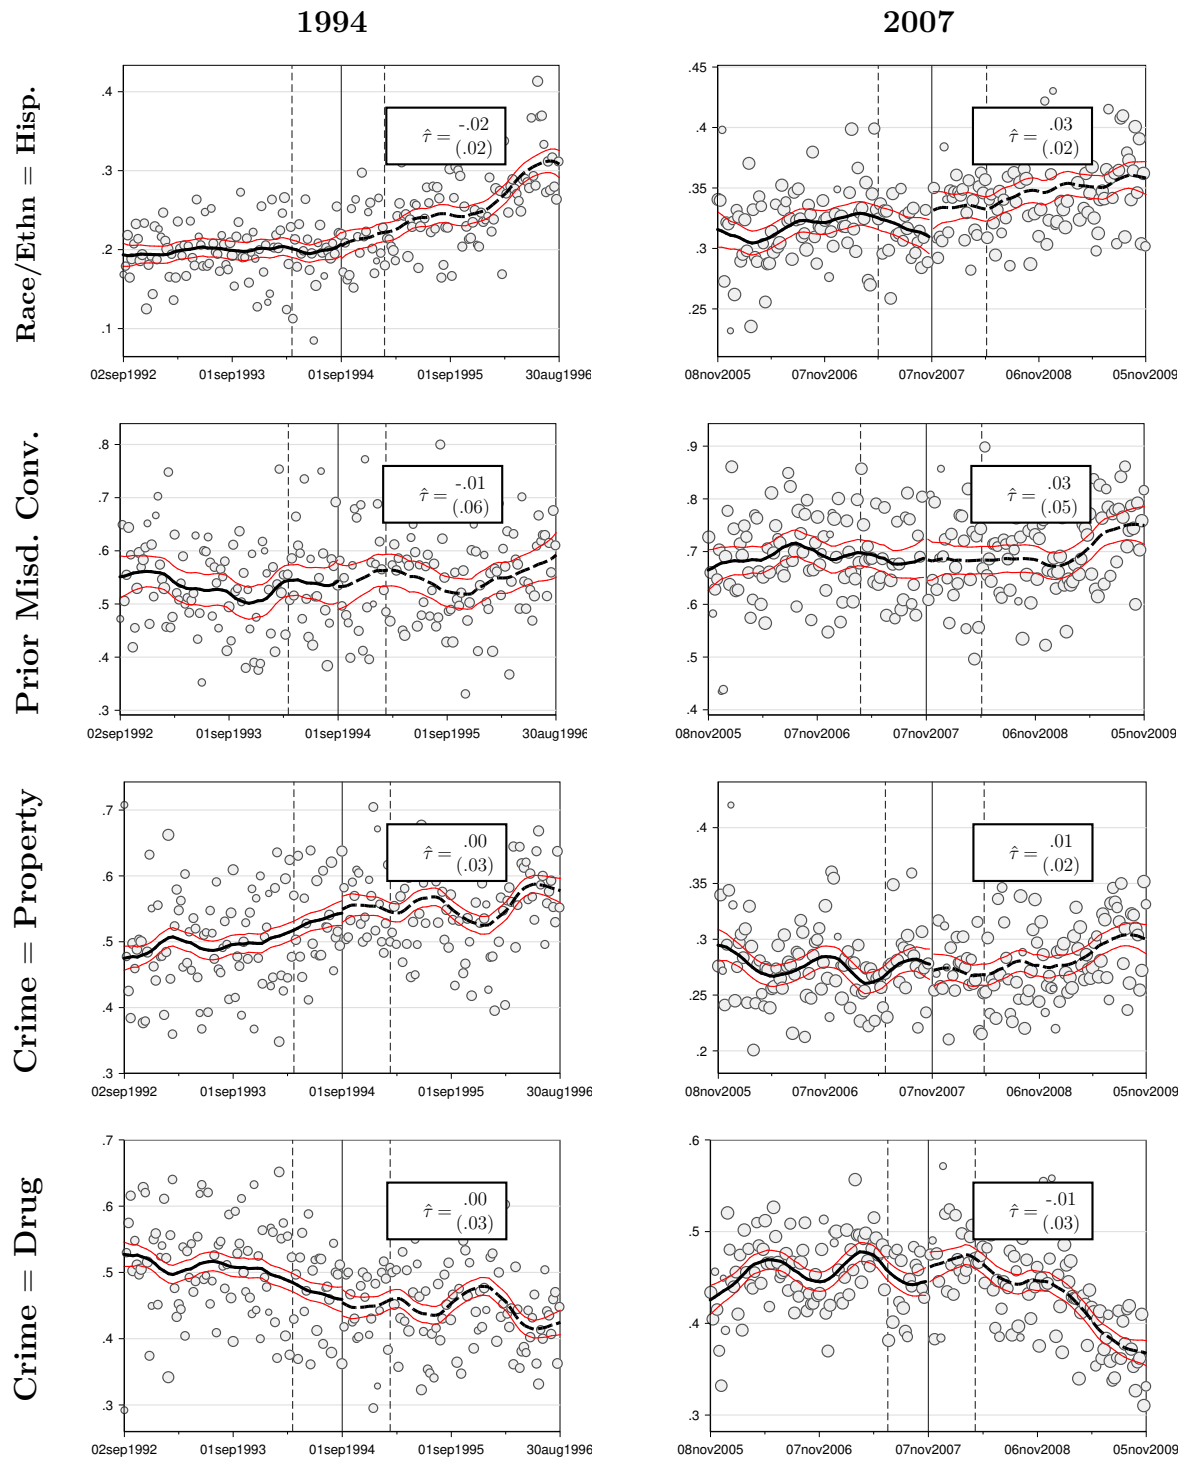 1994 2007
Race/Ethn = Hisp.
.4
.3
.2
.1
τ̂ = -.02
(.02)
02sep1992 01sep1993 01sep1994 01sep1995 30aug1996
.45
.4
.35
.3
.25
τ̂ = .03
(.02)
08nov2005 07nov2006 07nov2007 06nov2008 05nov2009
Prior Misd. Conv.
.8
.7
.6
.5
.4
.3
τ̂ = -.01
(.06)
02sep1992 01sep1993 01sep1994 01sep1995 30aug1996
.9
.8
.7
.6
.5
.4
τ̂ = .03
(.05)
08nov2005 07nov2006 07nov2007 06nov2008 05nov2009
Crime = Property
.7
.6
.5
.4
.3
τ̂ = .00
(.03)
02sep1992 01sep1993 01sep1994 01sep1995 30aug1996
.4
.35
.3
.25
.2
τ̂ = .01
(.02)
08nov2005 07nov2006 07nov2007 06nov2008 05nov2009
Crime = Drug
.7
.6
.5
.4
.3
τ̂ = .00
(.03)
02sep1992 01sep1993 01sep1994 01sep1995 30aug1996
.6
.5
.4
.3
τ̂ = -.01
(.03)
08nov2005 07nov2006 07nov2007 06nov2008 05nov2009